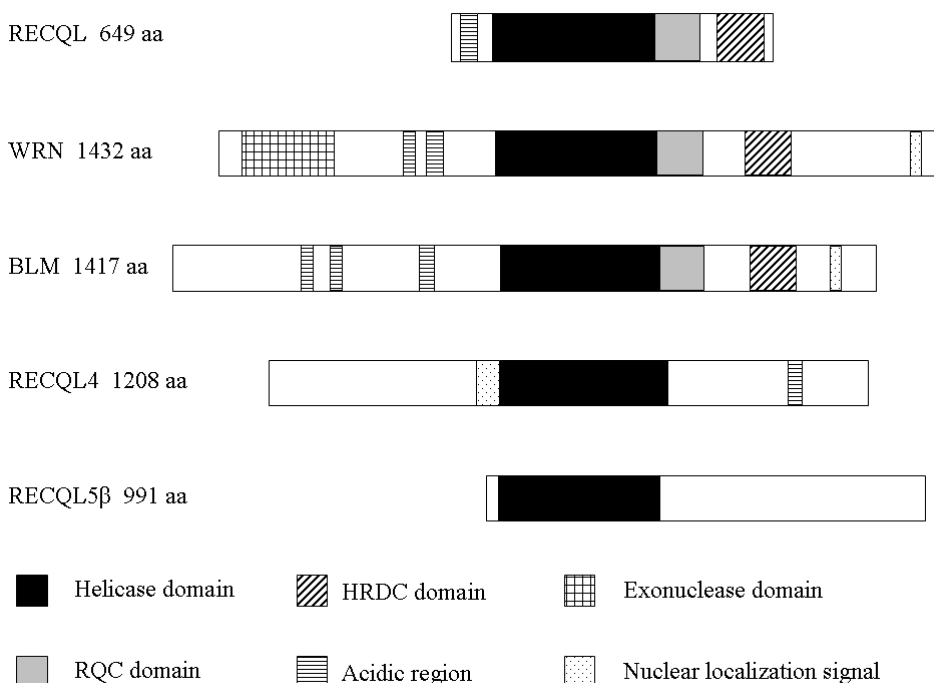 RECQL 649 aa
WRN 1432 aa
BLM 1417 aa
RECQL4 1208 aa
RECQL5β 991 aa
Helicase domain
HRDC domain
Exonuclease domain
RQC domain
Acidic region
Nuclear localization signal